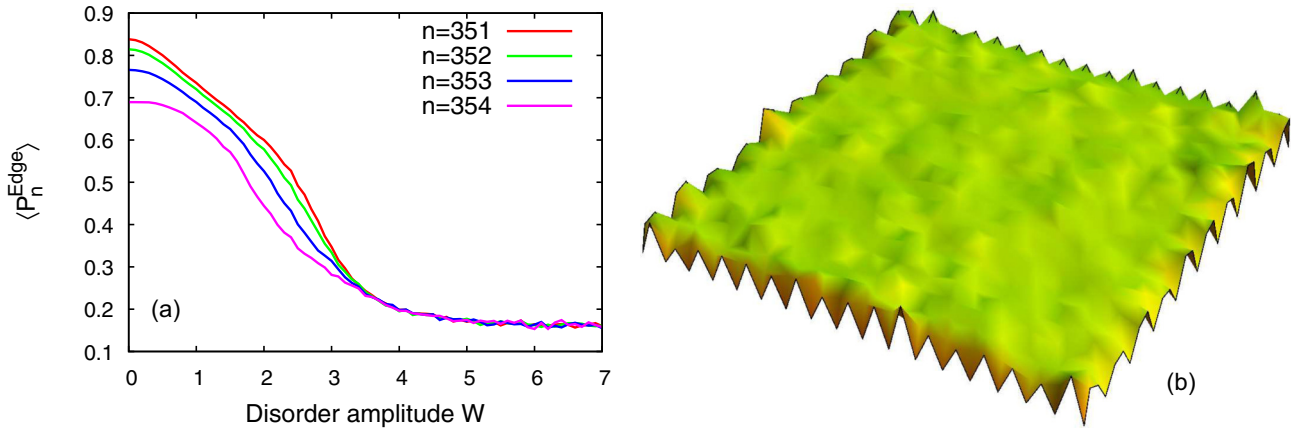 0.9
0.8
0.7
0.6
0.5
0.4
0.3
0.2
0.1
⟨P_n^Edge⟩
n=351
n=352
n=353
n=354
(a)
0 1 2 3 4 5 6 7
Disorder amplitude W
(b)